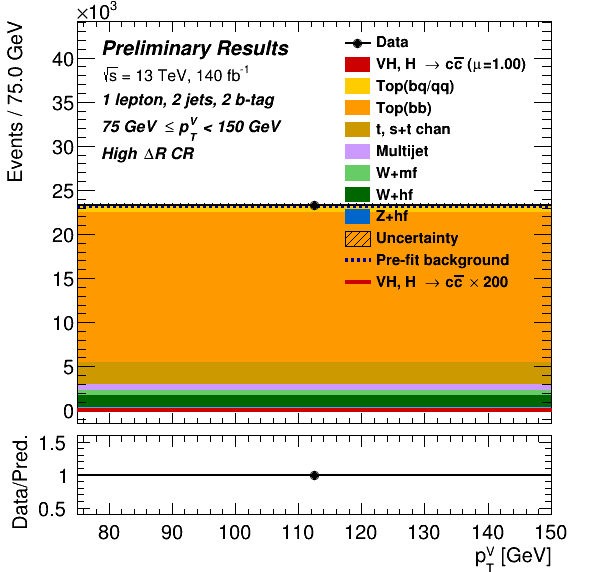 ×10³
Events / 75.0 GeV
40
35
30
25
20
15
10
5
0
Preliminary Results
√s = 13 TeV, 140 fb⁻¹
1 lepton, 2 jets, 2 b-tag
75 GeV ≤ p_T^V < 150 GeV
High ΔR CR
Data
VH, H → cc̅ (μ=1.00)
Top(bq/qq)
Top(bb)
t, s+t chan
Multijet
W+mf
W+hf
Z+hf
Uncertainty
Pre-fit background
VH, H → cc̅ × 200
Data/Pred.
1.5
1
0.5
80 90 100 110 120 130 140 150
p_T^V [GeV]